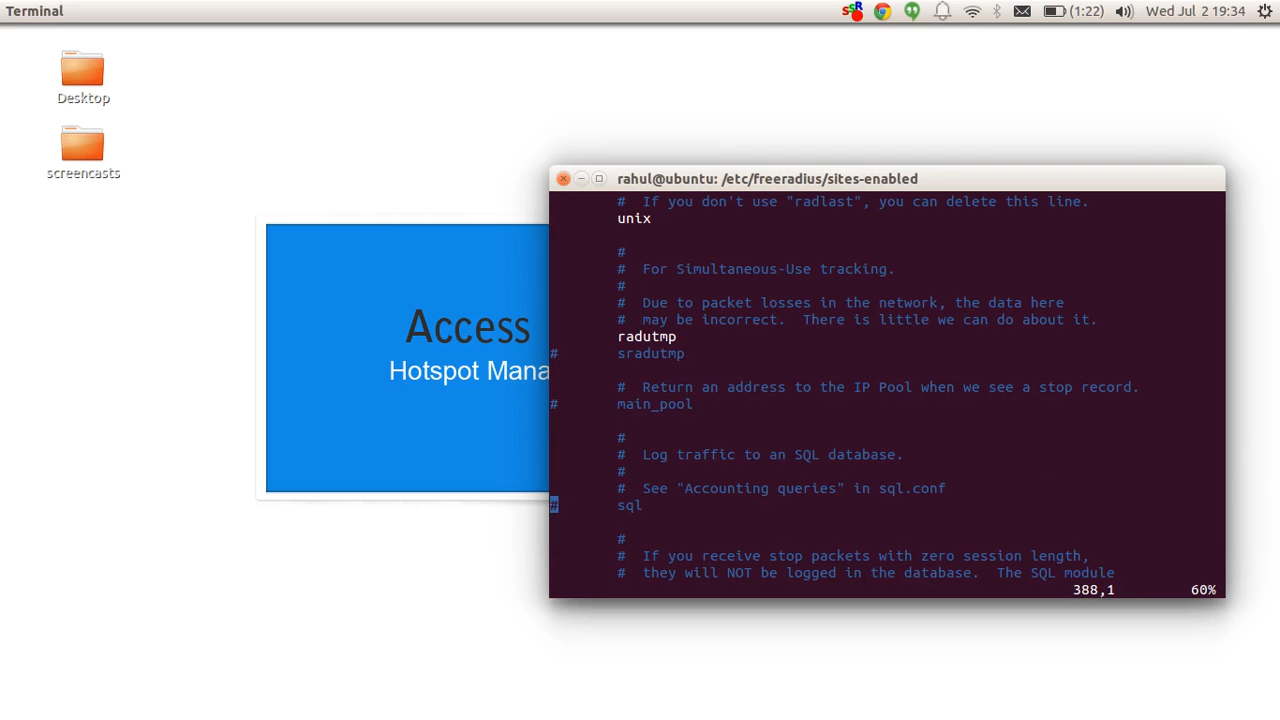 Terminal
(1:22)
Wed Jul 2 19:34
Desktop
screencasts
Access
Hotspot Mana
rahul@ubuntu: /etc/freeradius/sites-enabled
#  If you don't use "radlast", you can delete this line.
unix
#
#  For Simultaneous-Use tracking.
#
#  Due to packet losses in the network, the data here
#  may be incorrect.  There is little we can do about it.
radutmp
#       sradutmp
#  Return an address to the IP Pool when we see a stop record.
#       main_pool
#
#  Log traffic to an SQL database.
#
#  See "Accounting queries" in sql.conf
#       sql
#
#  If you receive stop packets with zero session length,
#  they will NOT be logged in the database.  The SQL module
388,1 60%